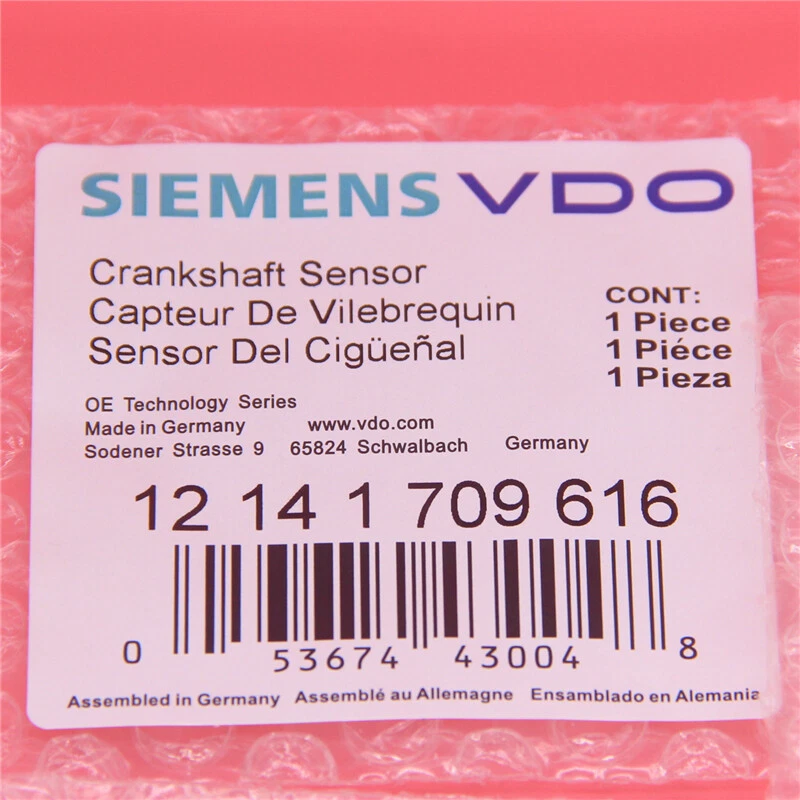 SIEMENS VDO
Crankshaft Sensor
Capteur De Vilebrequin
Sensor Del Cigüeñal
CONT:
1 Piece
1 Piéce
1 Pieza
OE Technology Series
Made in Germany www.vdo.com
Sodener Strasse 9 65824 Schwalbach Germany
12 14 1 709 616
0 53674 43004 8
Assembled in Germany Assemblé au Allemagne Ensamblado en Alemania